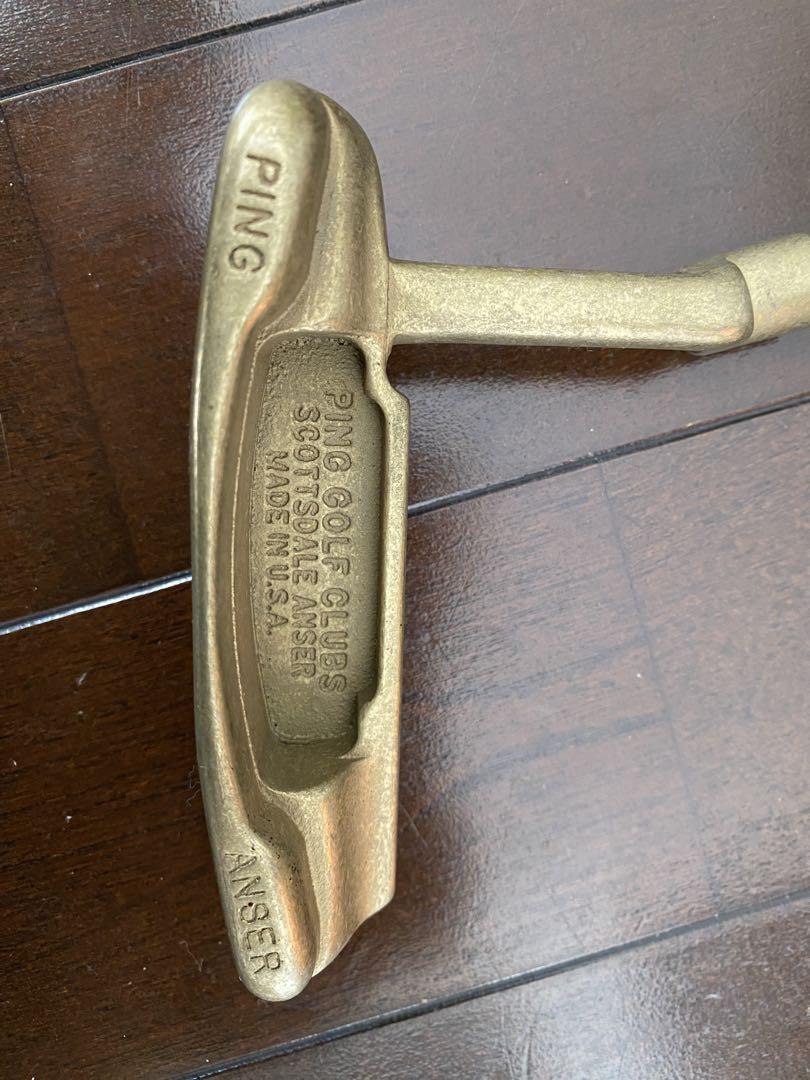 PING
PING GOLF CLUBS
SCOTTSDALE ANSER
MADE IN U.S.A.
ANSER